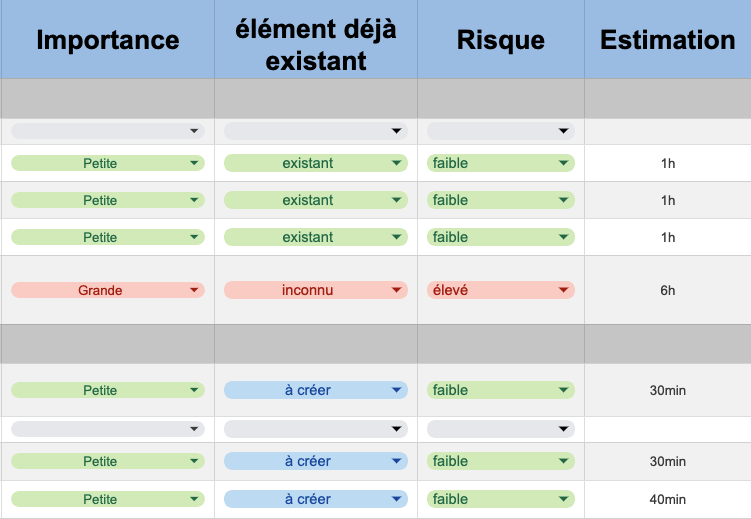 Importance élément déjà existant Risque Estimation
Petite existant faible 1h
Petite existant faible 1h
Petite existant faible 1h
Grande inconnu élevé 6h
Petite à créer faible 30min
Petite à créer faible 30min
Petite à créer faible 40min